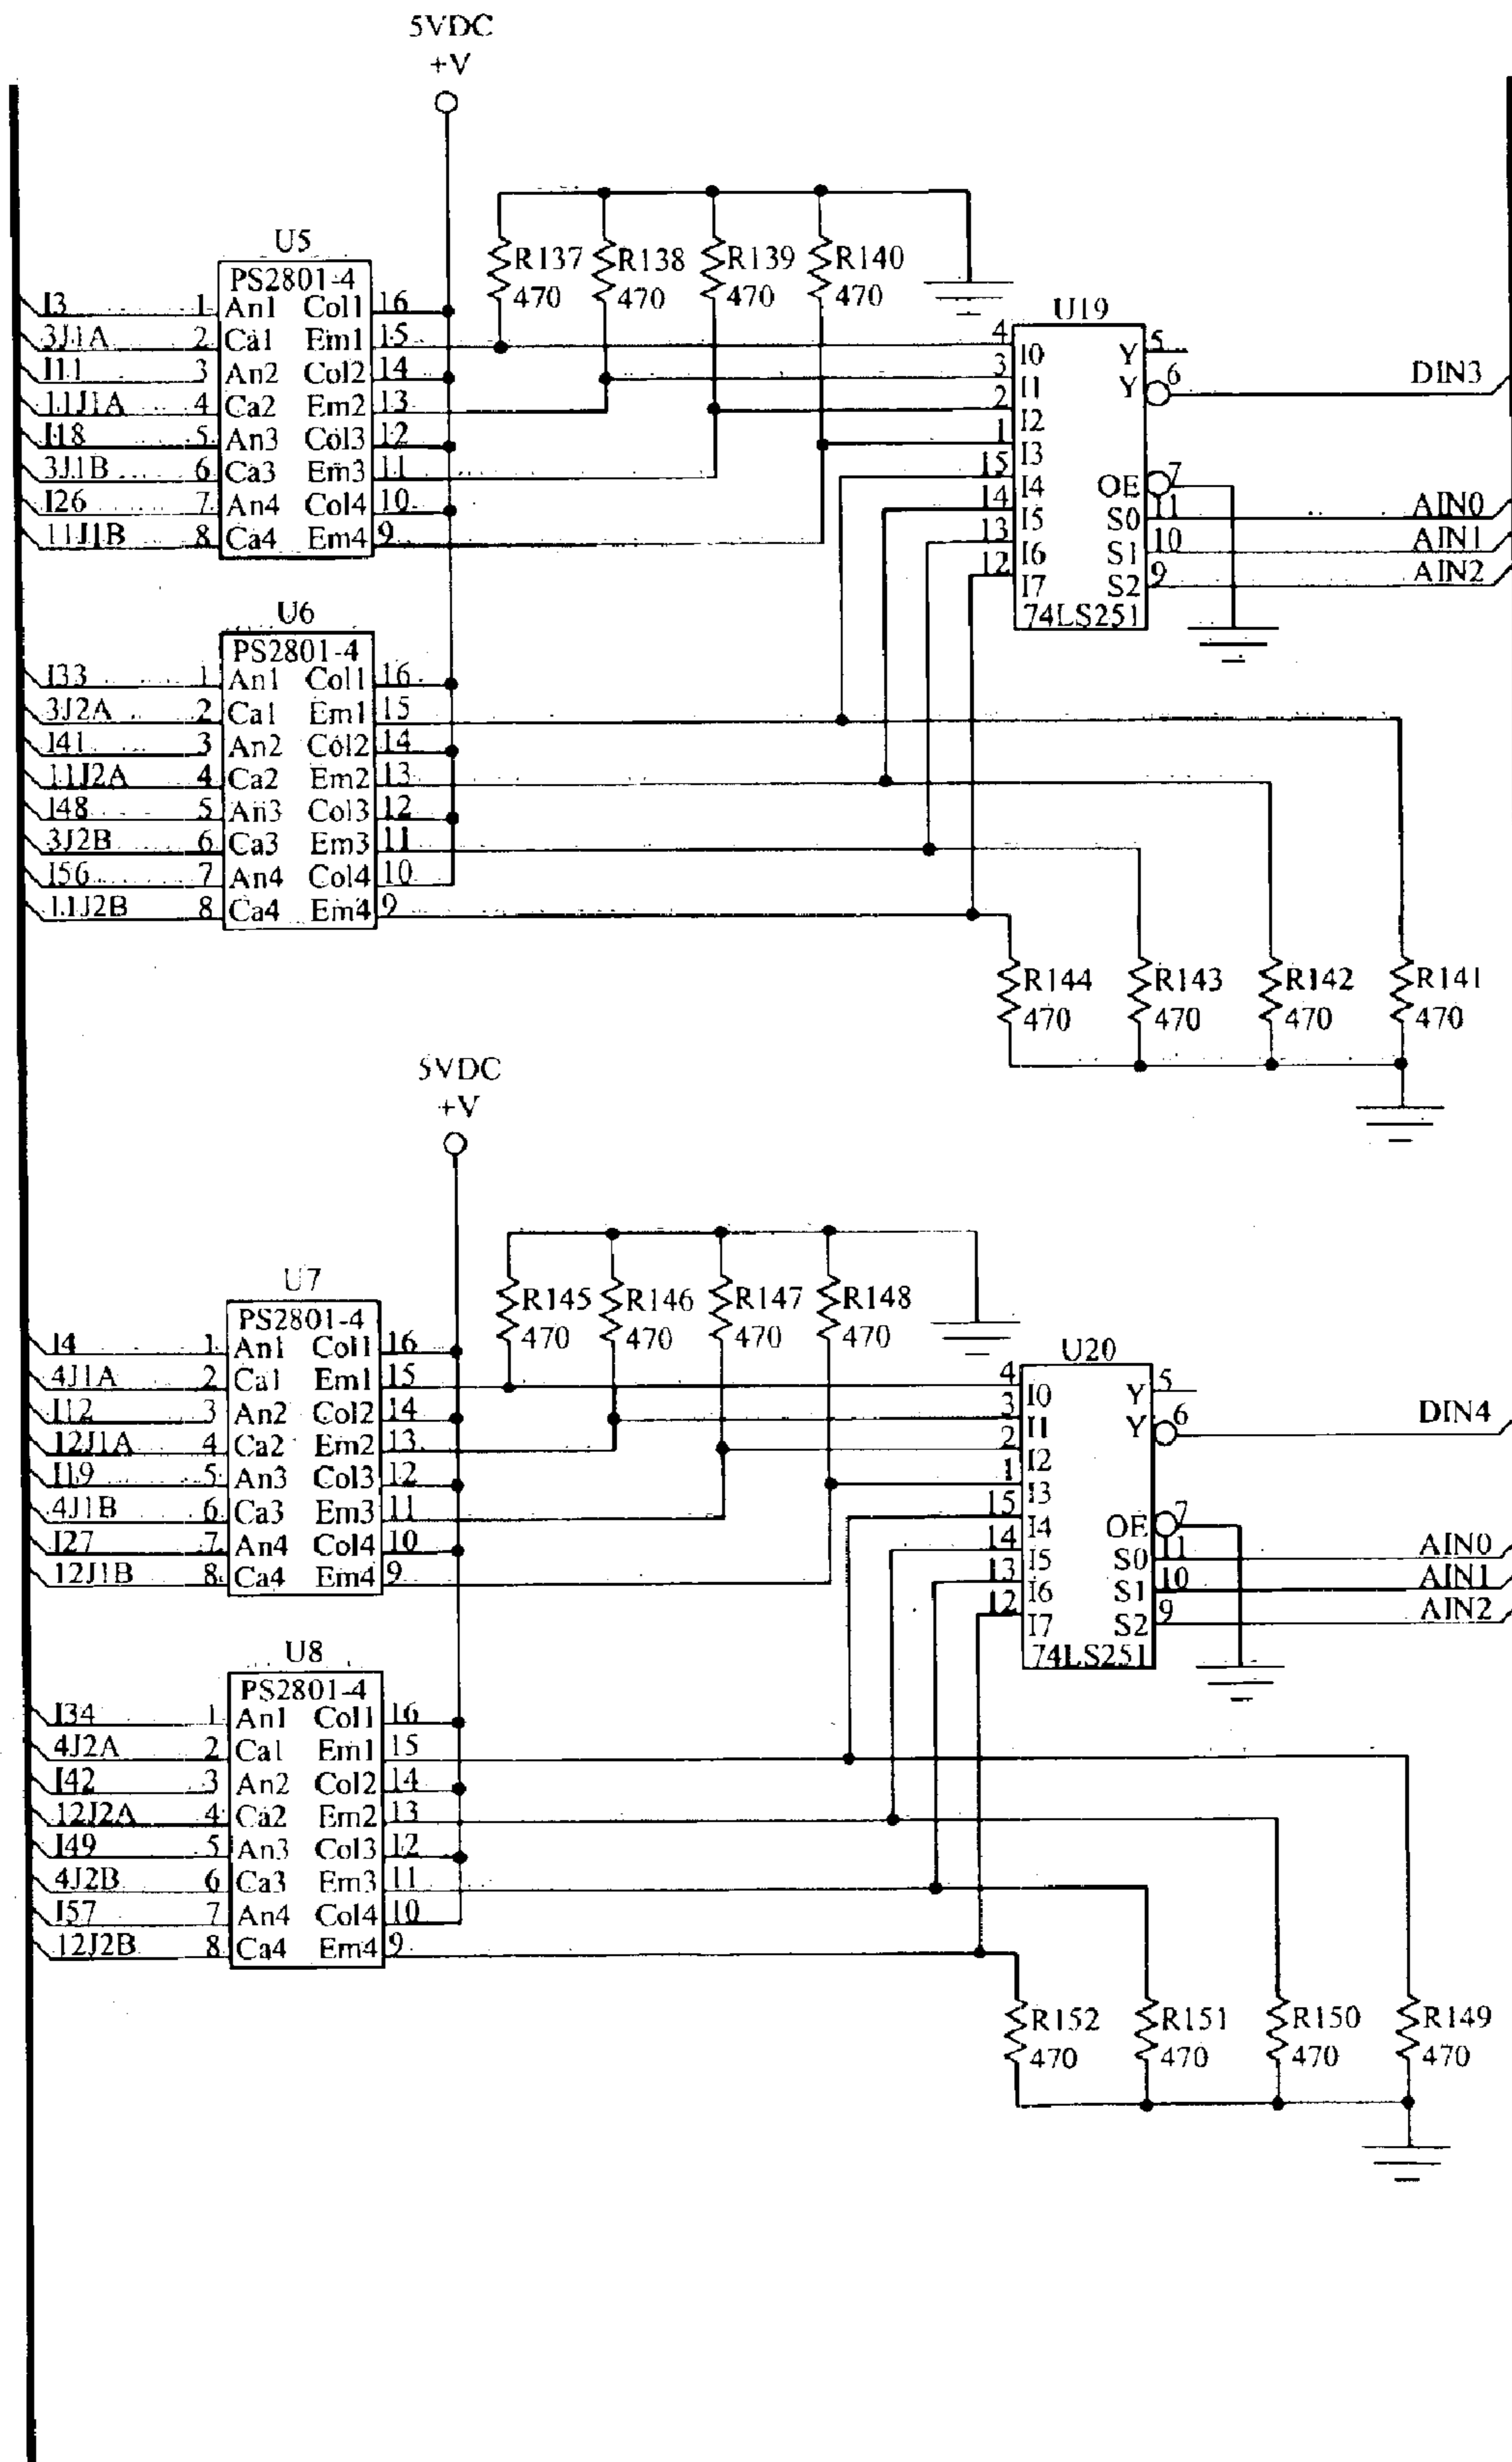 5VDC
+V
R137 R138 R139 R140
470 470 470 470
U5
PS2801-4
I3 1 An1 Col1 16
3J1A 2 Ca1 Em1 15
I11 3 An2 Col2 14
11J1A 4 Ca2 Em2 13
I18 5 An3 Col3 12
3J1B 6 Ca3 Em3 11
I26 7 An4 Col4 10
11J1B 8 Ca4 Em4 9
U19
4 I0 Y 5
3 I1 Y 6 DIN3
2 I2
1 I3
15 I4 OE 7
14 I5 S0 11 AIN0
13 I6 S1 10 AIN1
12 I7 S2 9 AIN2
74LS251
U6
PS2801-4
I33 1 An1 Col1 16
3J2A 2 Ca1 Em1 15
I41 3 An2 Col2 14
11J2A 4 Ca2 Em2 13
I48 5 An3 Col3 12
3J2B 6 Ca3 Em3 11
I56 7 An4 Col4 10
11J2B 8 Ca4 Em4 9
R144 R143 R142 R141
470 470 470 470
5VDC
+V
R145 R146 R147 R148
470 470 470 470
U7
PS2801-4
I4 1 An1 Col1 16
4J1A 2 Ca1 Em1 15
I12 3 An2 Col2 14
12J1A 4 Ca2 Em2 13
I19 5 An3 Col3 12
4J1B 6 Ca3 Em3 11
I27 7 An4 Col4 10
12J1B 8 Ca4 Em4 9
U20
4 I0 Y 5
3 I1 Y 6 DIN4
2 I2
1 I3
15 I4 OE 7
14 I5 S0 11 AIN0
13 I6 S1 10 AIN1
12 I7 S2 9 AIN2
74LS251
U8
PS2801-4
I34 1 An1 Col1 16
4J2A 2 Ca1 Em1 15
I42 3 An2 Col2 14
12J2A 4 Ca2 Em2 13
I49 5 An3 Col3 12
4J2B 6 Ca3 Em3 11
I57 7 An4 Col4 10
12J2B 8 Ca4 Em4 9
R152 R151 R150 R149
470 470 470 470